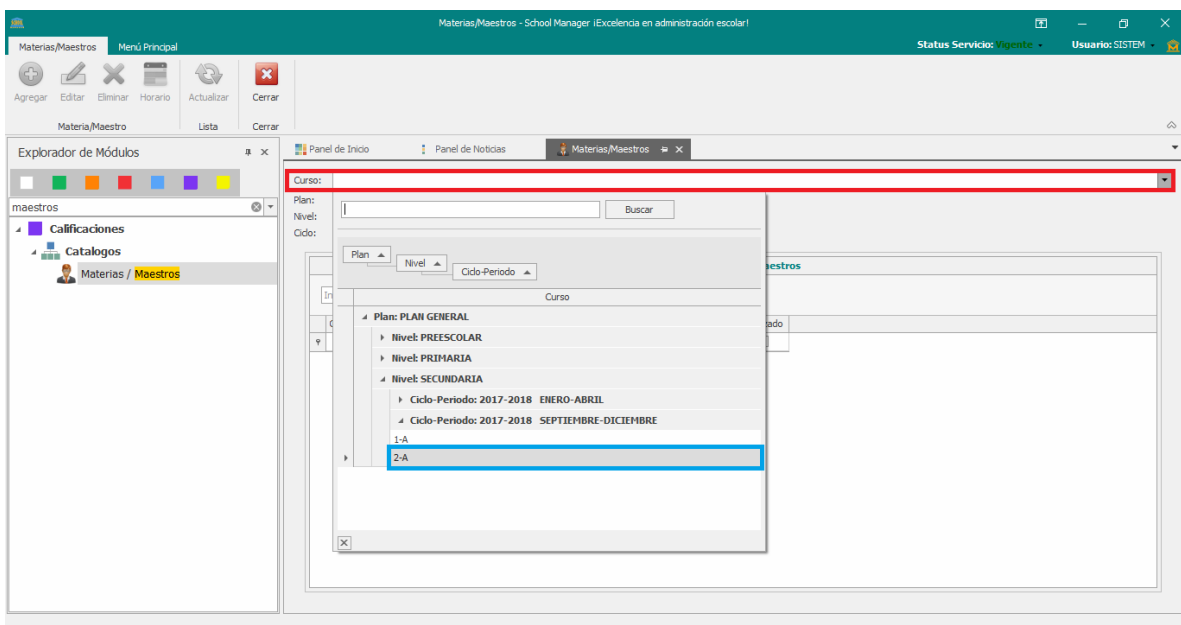 Materias/Maestros - School Manager ¡Excelencia en administración escolar!
Materias/Maestros Menú Principal Status Servicio: Vigente Usuario: SISTEM
Agregar Editar Eliminar Horario Actualizar Cerrar
Materia/Maestro Lista Cerrar
Explorador de Módulos
Panel de Inicio Panel de Noticias Materias/Maestros
Curso:
Plan:
maestros
Buscar
Nivel:
Calificaciones
Ciclo:
Catalogos
Plan
Nivel
Ciclo-Periodo
aestros
Materias / Maestros
In
Curso
Plan: PLAN GENERAL
C
ado
Nivel: PREESCOLAR
Nivel: PRIMARIA
Nivel: SECUNDARIA
Ciclo-Periodo: 2017-2018 ENERO-ABRIL
Ciclo-Periodo: 2017-2018 SEPTIEMBRE-DICIEMBRE
1-A
2-A